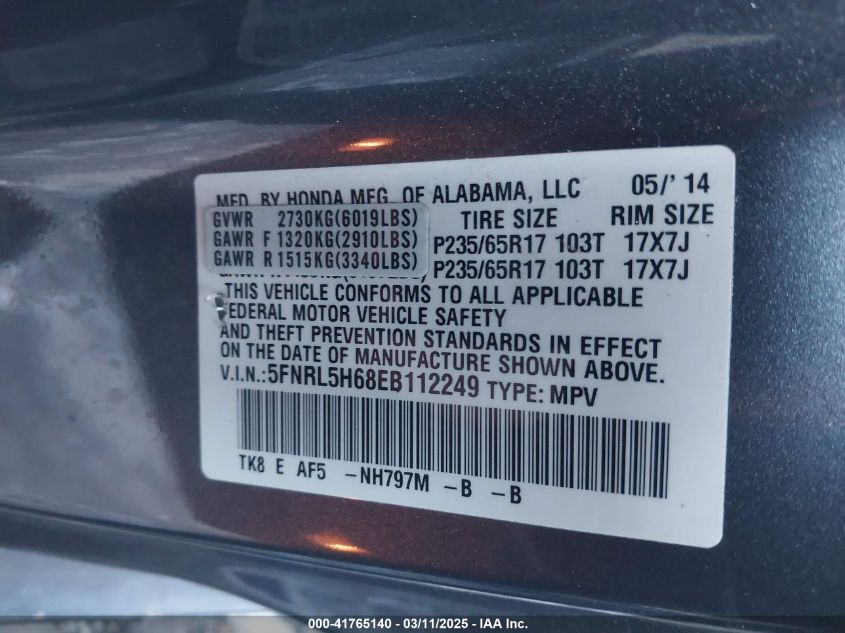 MFD. BY HONDA MFG. OF ALABAMA, LLC 05/'14
GVWR 2730KG(6019LBS) TIRE SIZE RIM SIZE
GAWR F 1320KG(2910LBS) P235/65R17 103T 17X7J
GAWR R 1515KG(3340LBS) P235/65R17 103T 17X7J
THIS VEHICLE CONFORMS TO ALL APPLICABLE
FEDERAL MOTOR VEHICLE SAFETY
AND THEFT PREVENTION STANDARDS IN EFFECT
ON THE DATE OF MANUFACTURE SHOWN ABOVE.
V.I.N.:5FNRL5H68EB112249 TYPE: MPV
TK8 E AF5 -NH797M -B -B
000-41765140 - 03/11/2025 - IAA Inc.